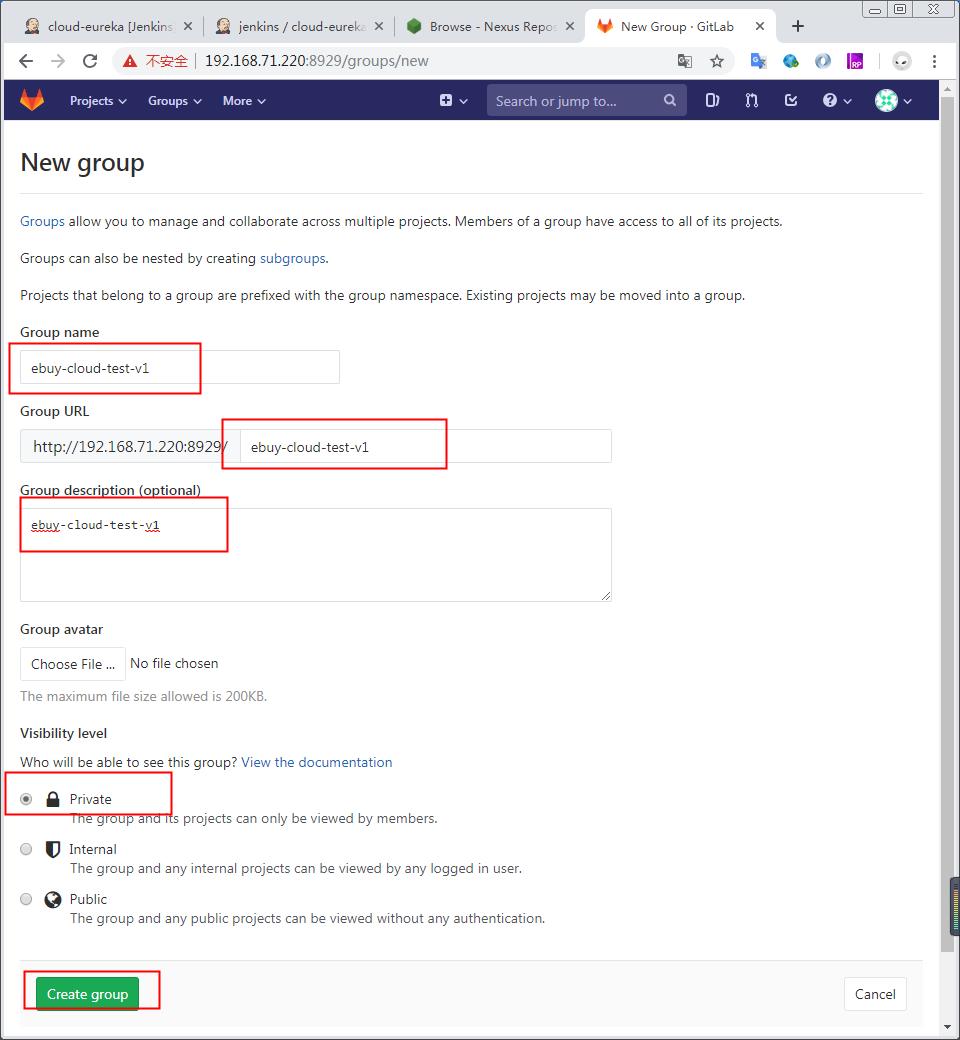 cloud-eureka [Jenkins]
jenkins / cloud-eureka
Browse - Nexus Repos
New Group · GitLab
不安全
192.168.71.220:8929/groups/new
RP
Projects
Groups
More
Search or jump to...
New group
Groups allow you to manage and collaborate across multiple projects. Members of a group have access to all of its projects.
Groups can also be nested by creating subgroups.
Projects that belong to a group are prefixed with the group namespace. Existing projects may be moved into a group.
Group name
ebuy-cloud-test-v1
Group URL
http://192.168.71.220:8929/ ebuy-cloud-test-v1
Group description (optional)
ebuy-cloud-test-v1
Group avatar
Choose File ... No file chosen
The maximum file size allowed is 200KB.
Visibility level
Who will be able to see this group? View the documentation
Private
The group and its projects can only be viewed by members.
Internal
The group and any internal projects can be viewed by any logged in user.
Public
The group and any public projects can be viewed without any authentication.
Create group
Cancel